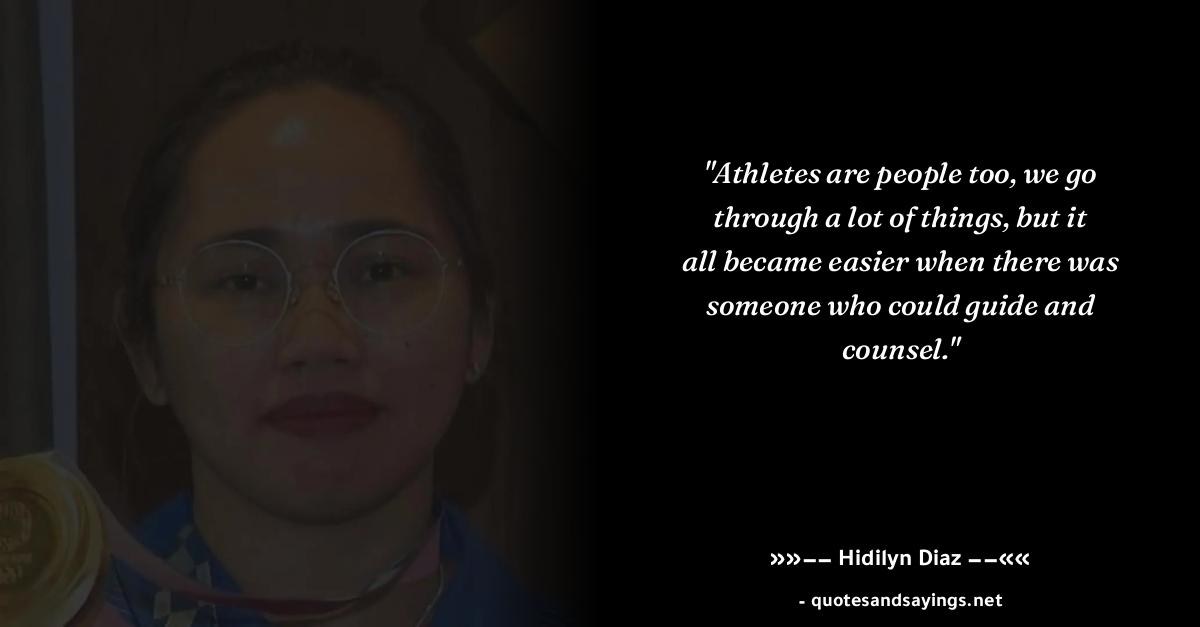 "Athletes are people too, we go
through a lot of things, but it
all became easier when there was
someone who could guide and
counsel."
»»−− Hidilyn Diaz −−««
- quotesandsayings.net